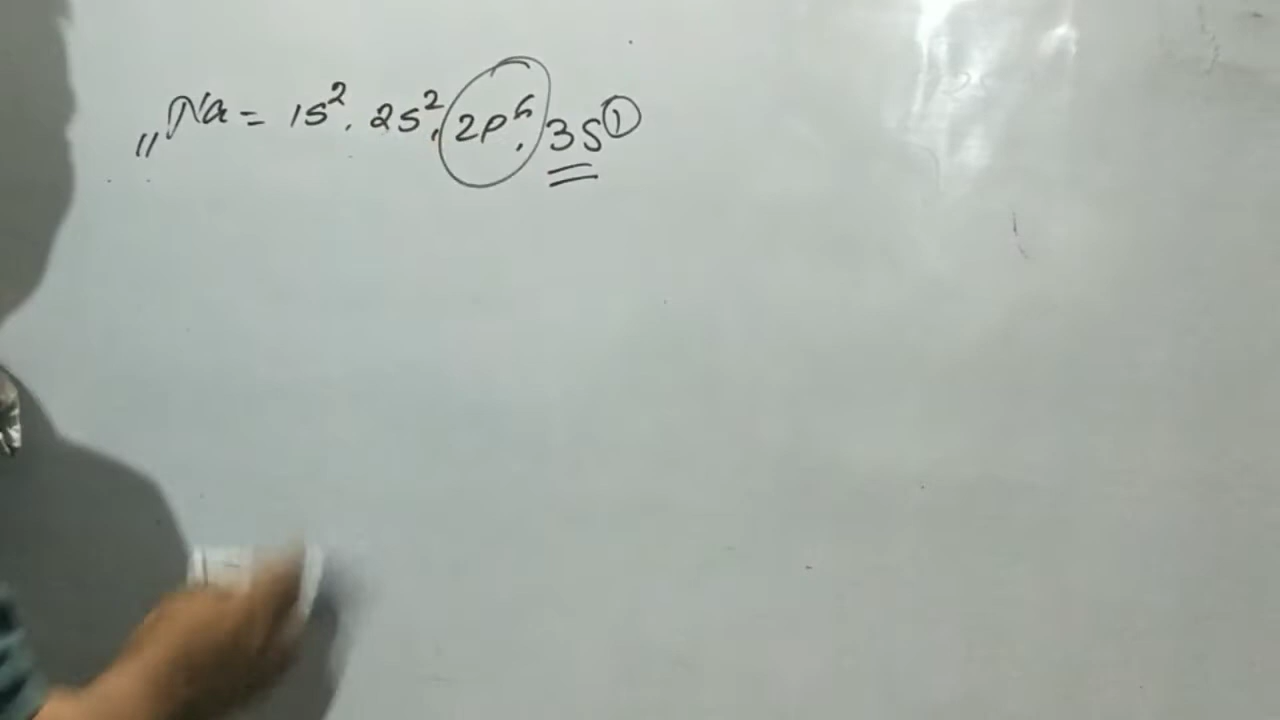 ₁₁Na = 1s². 2s², 2p⁶, 3s¹